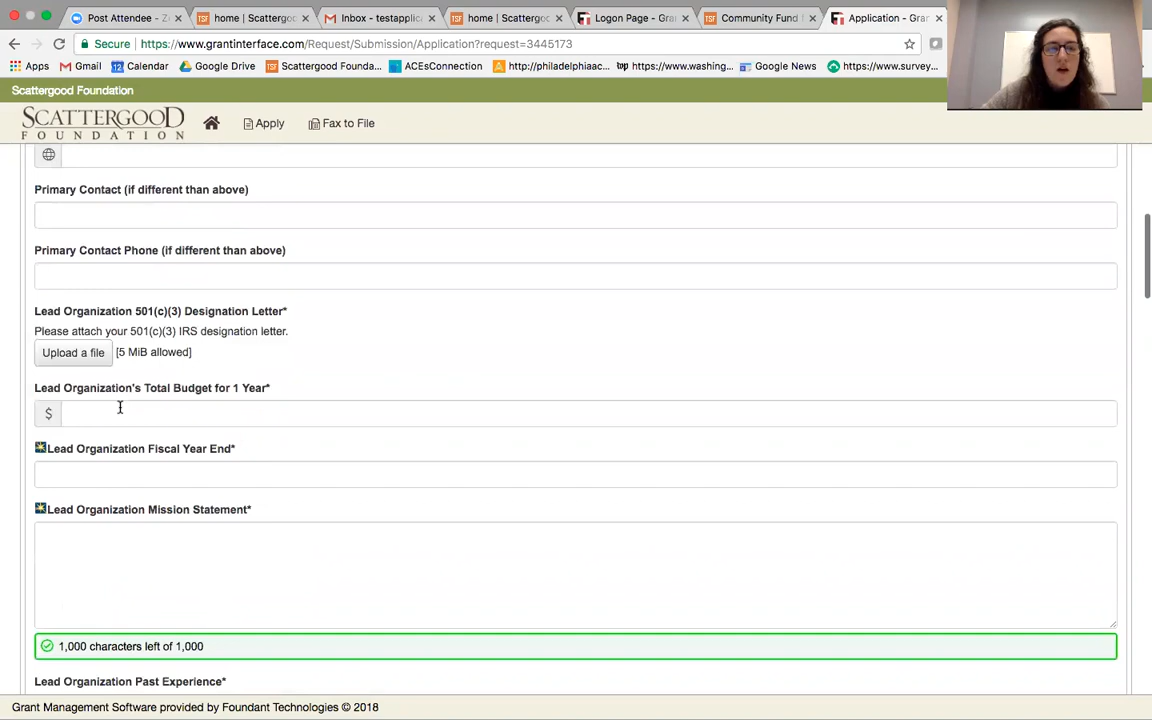 Post Attendee - Z
home | Scattergoo
Inbox - testapplic
home | Scattergoo
Logon Page - Gra
Community Fund
Application - Gra
Secure
https://www.grantinterface.com/Request/Submission/Application?request=3445173
Apps
Gmail
12 Calendar
Google Drive
TSF Scattergood Founda...
ACEsConnection
http://philadelphiaac...
wp https://www.washing...
Google News
https://www.survey...
Scattergood Foundation
SCATTERGOOD
FOUNDATION
Apply
Fax to File
Primary Contact (if different than above)
Primary Contact Phone (if different than above)
Lead Organization 501(c)(3) Designation Letter*
Please attach your 501(c)(3) IRS designation letter.
Upload a file [5 MiB allowed]
Lead Organization's Total Budget for 1 Year*
$
Lead Organization Fiscal Year End*
Lead Organization Mission Statement*
1,000 characters left of 1,000
Lead Organization Past Experience*
Grant Management Software provided by Foundant Technologies © 2018